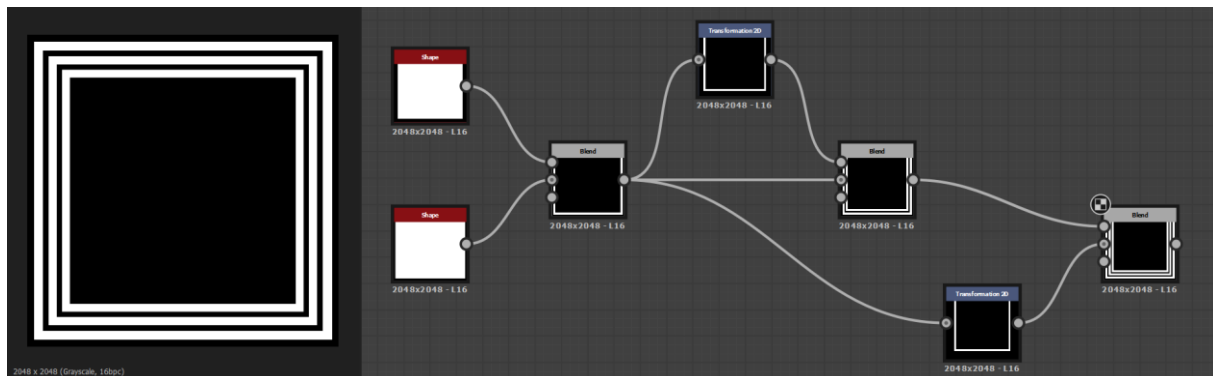 Shape
2048x2048 - L16
Shape
2048x2048 - L16
Blend
2048x2048 - L16
Transformation 2D
2048x2048 - L16
Blend
2048x2048 - L16
Transformation 2D
2048x2048 - L16
Blend
2048x2048 - L16
2048 x 2048 (Grayscale, 16bpc)